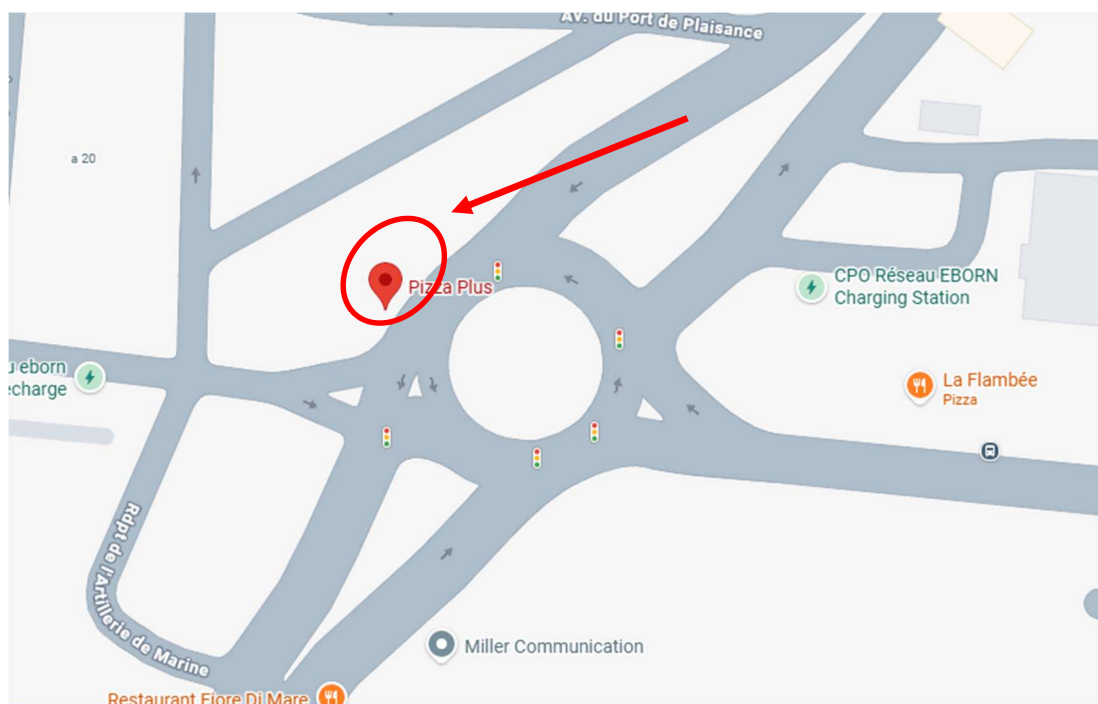 Av. du Port de Plaisance
a 20
Pizza Plus
CPO Réseau EBORN
Charging Station
u eborn
echarge
La Flambée
Pizza
Rdpt de l'Artillerie de Marine
Miller Communication
Restaurant Fiore Di Mare